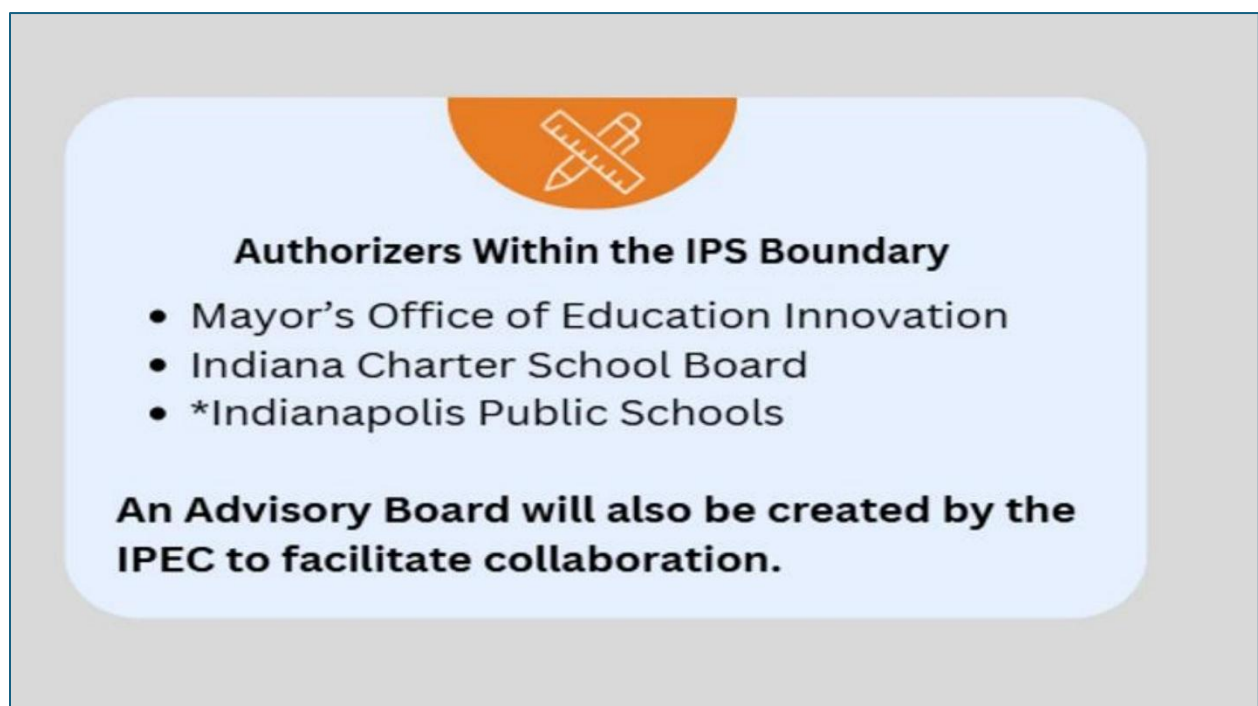 Authorizers Within the IPS Boundary
• Mayor’s Office of Education Innovation
• Indiana Charter School Board
• *Indianapolis Public Schools
An Advisory Board will also be created by the
IPEC to facilitate collaboration.